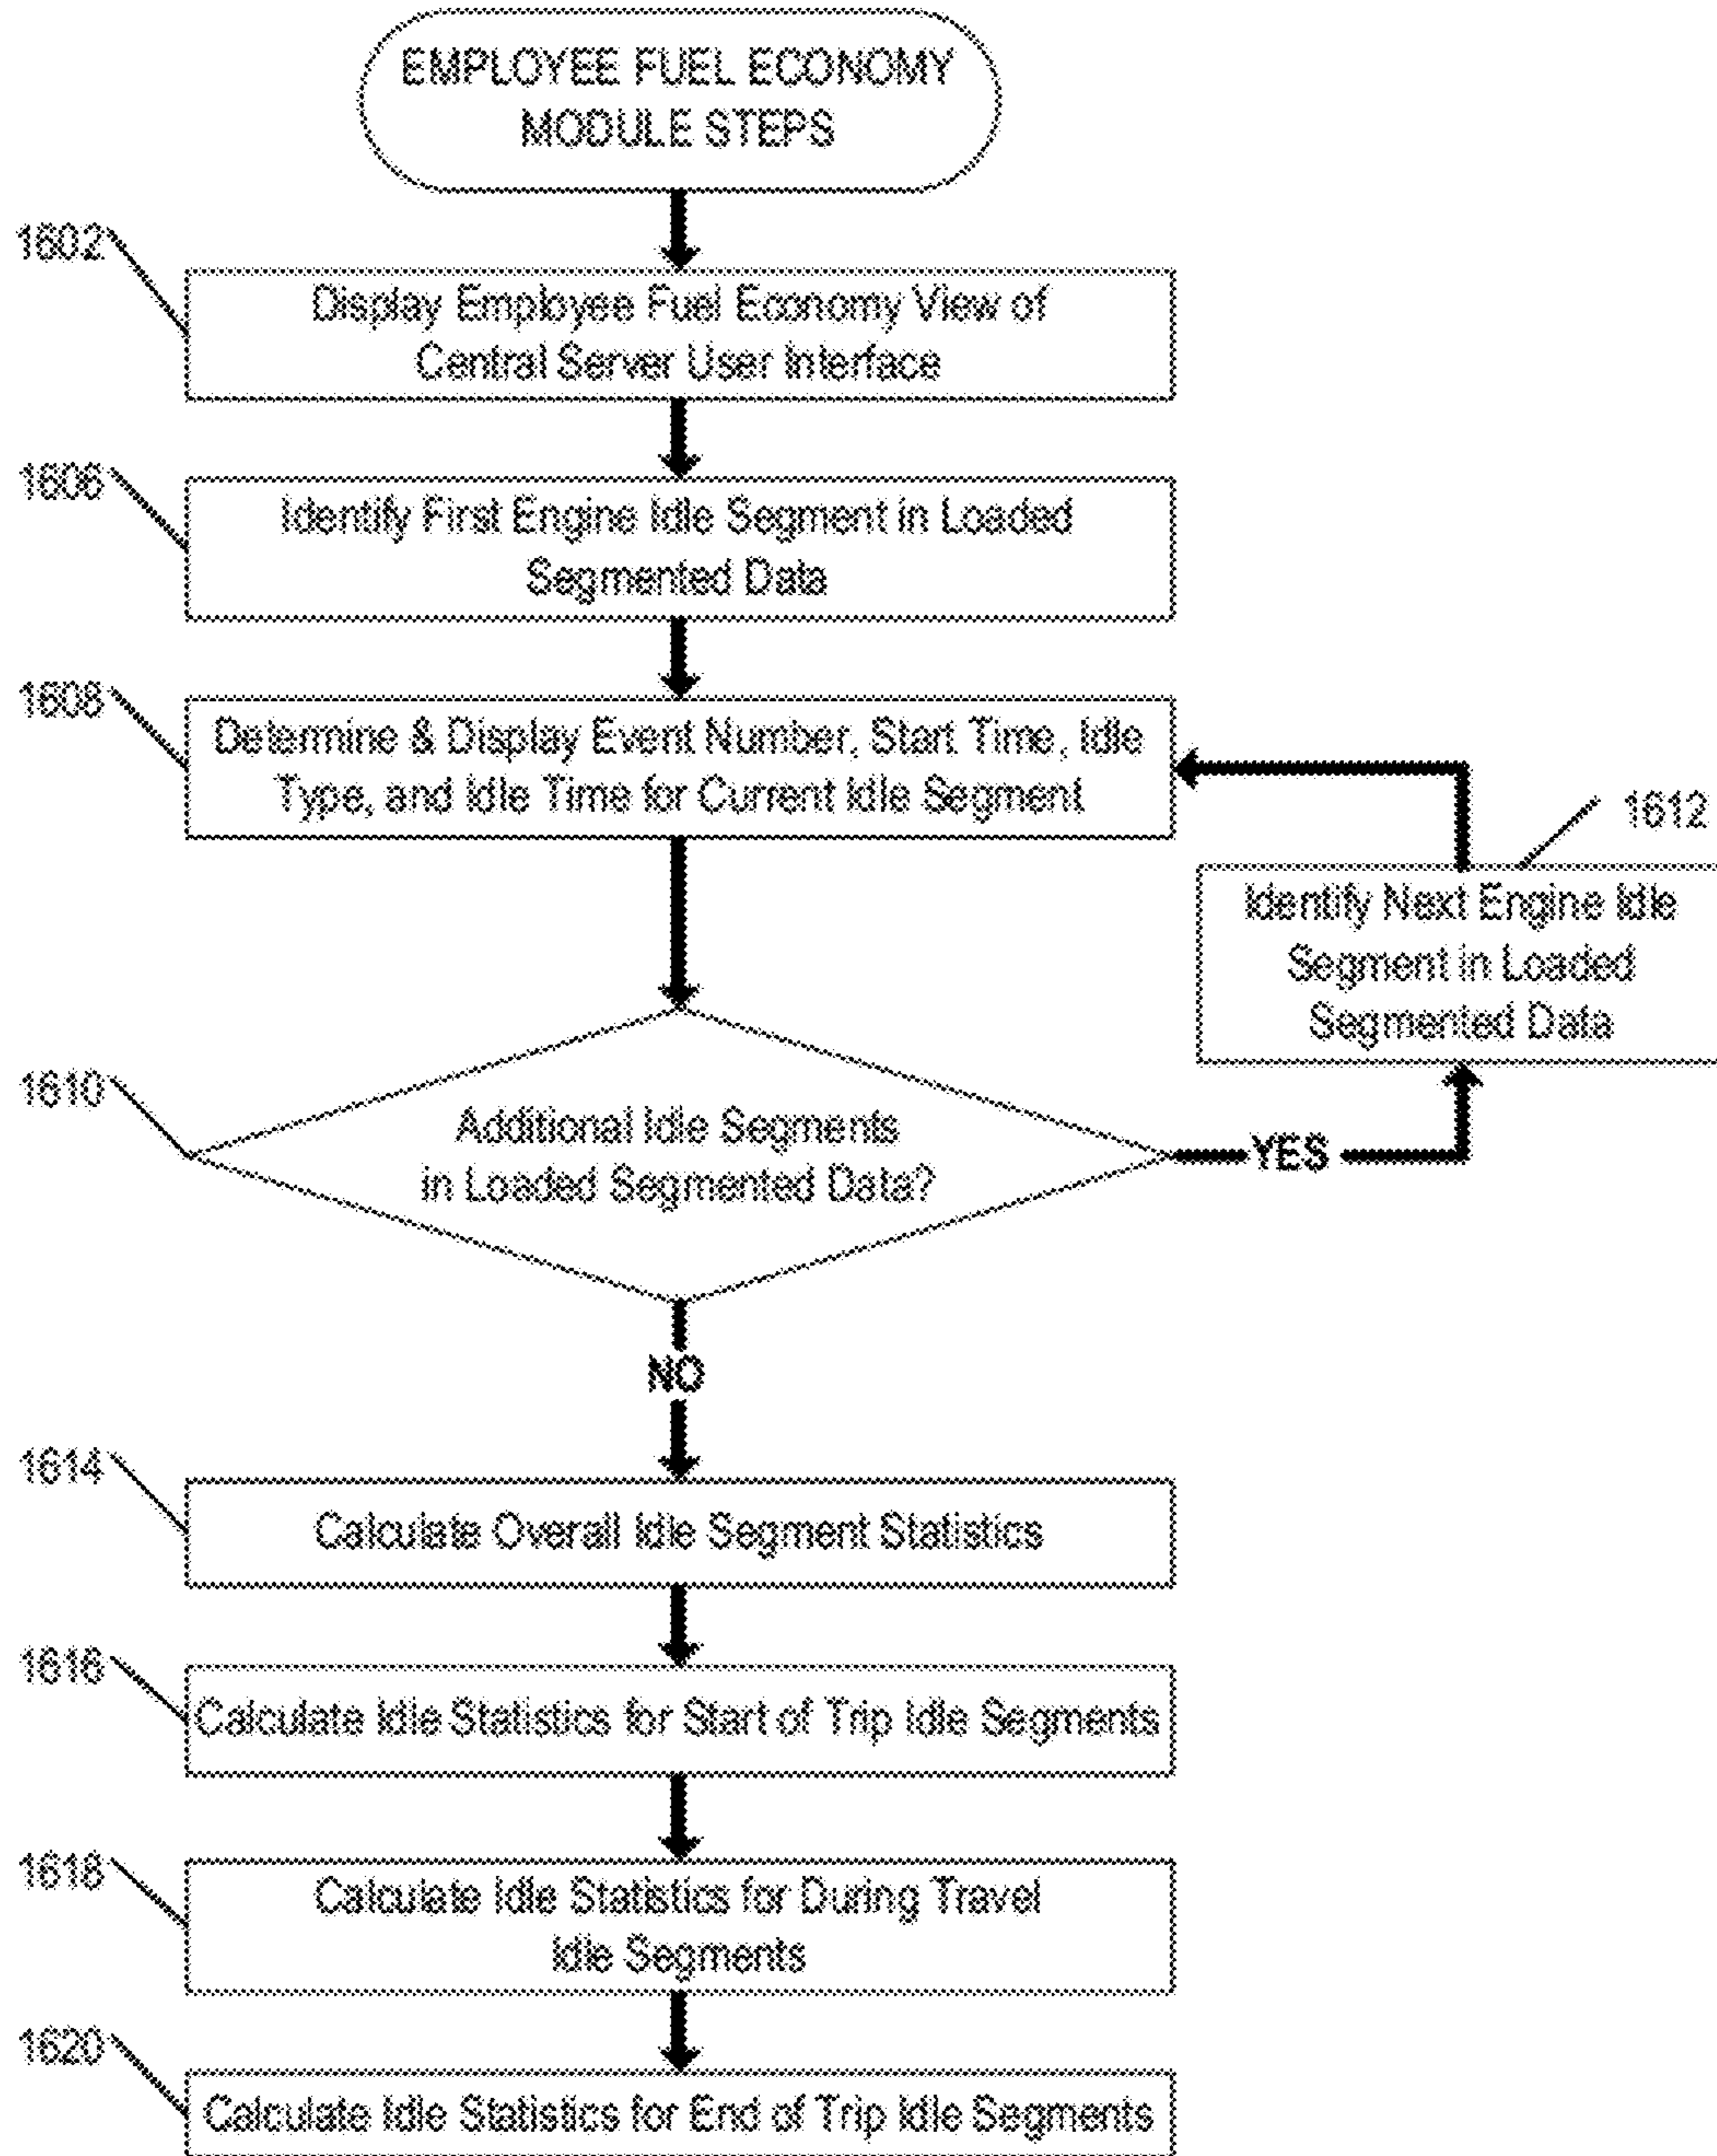 EMPLOYEE FUEL ECONOMY
MODULE STEPS
1602
Display Employee Fuel Economy View of
Central Server User Interface
1606
Identify First Engine Idle Segment in Loaded
Segmented Data
1608
Determine & Display Event Number, Start Time, Idle
Type, and Idle Time for Current Idle Segment
1612
Identify Next Engine Idle
Segment in Loaded
Segmented Data
1610
Additional Idle Segments
in Loaded Segmented Data?
YES
NO
1614
Calculate Overall Idle Segment Statistics
1616
Calculate Idle Statistics for Start of Trip Idle Segments
1618
Calculate Idle Statistics for During Travel
Idle Segments
1620
Calculate Idle Statistics for End of Trip Idle Segments